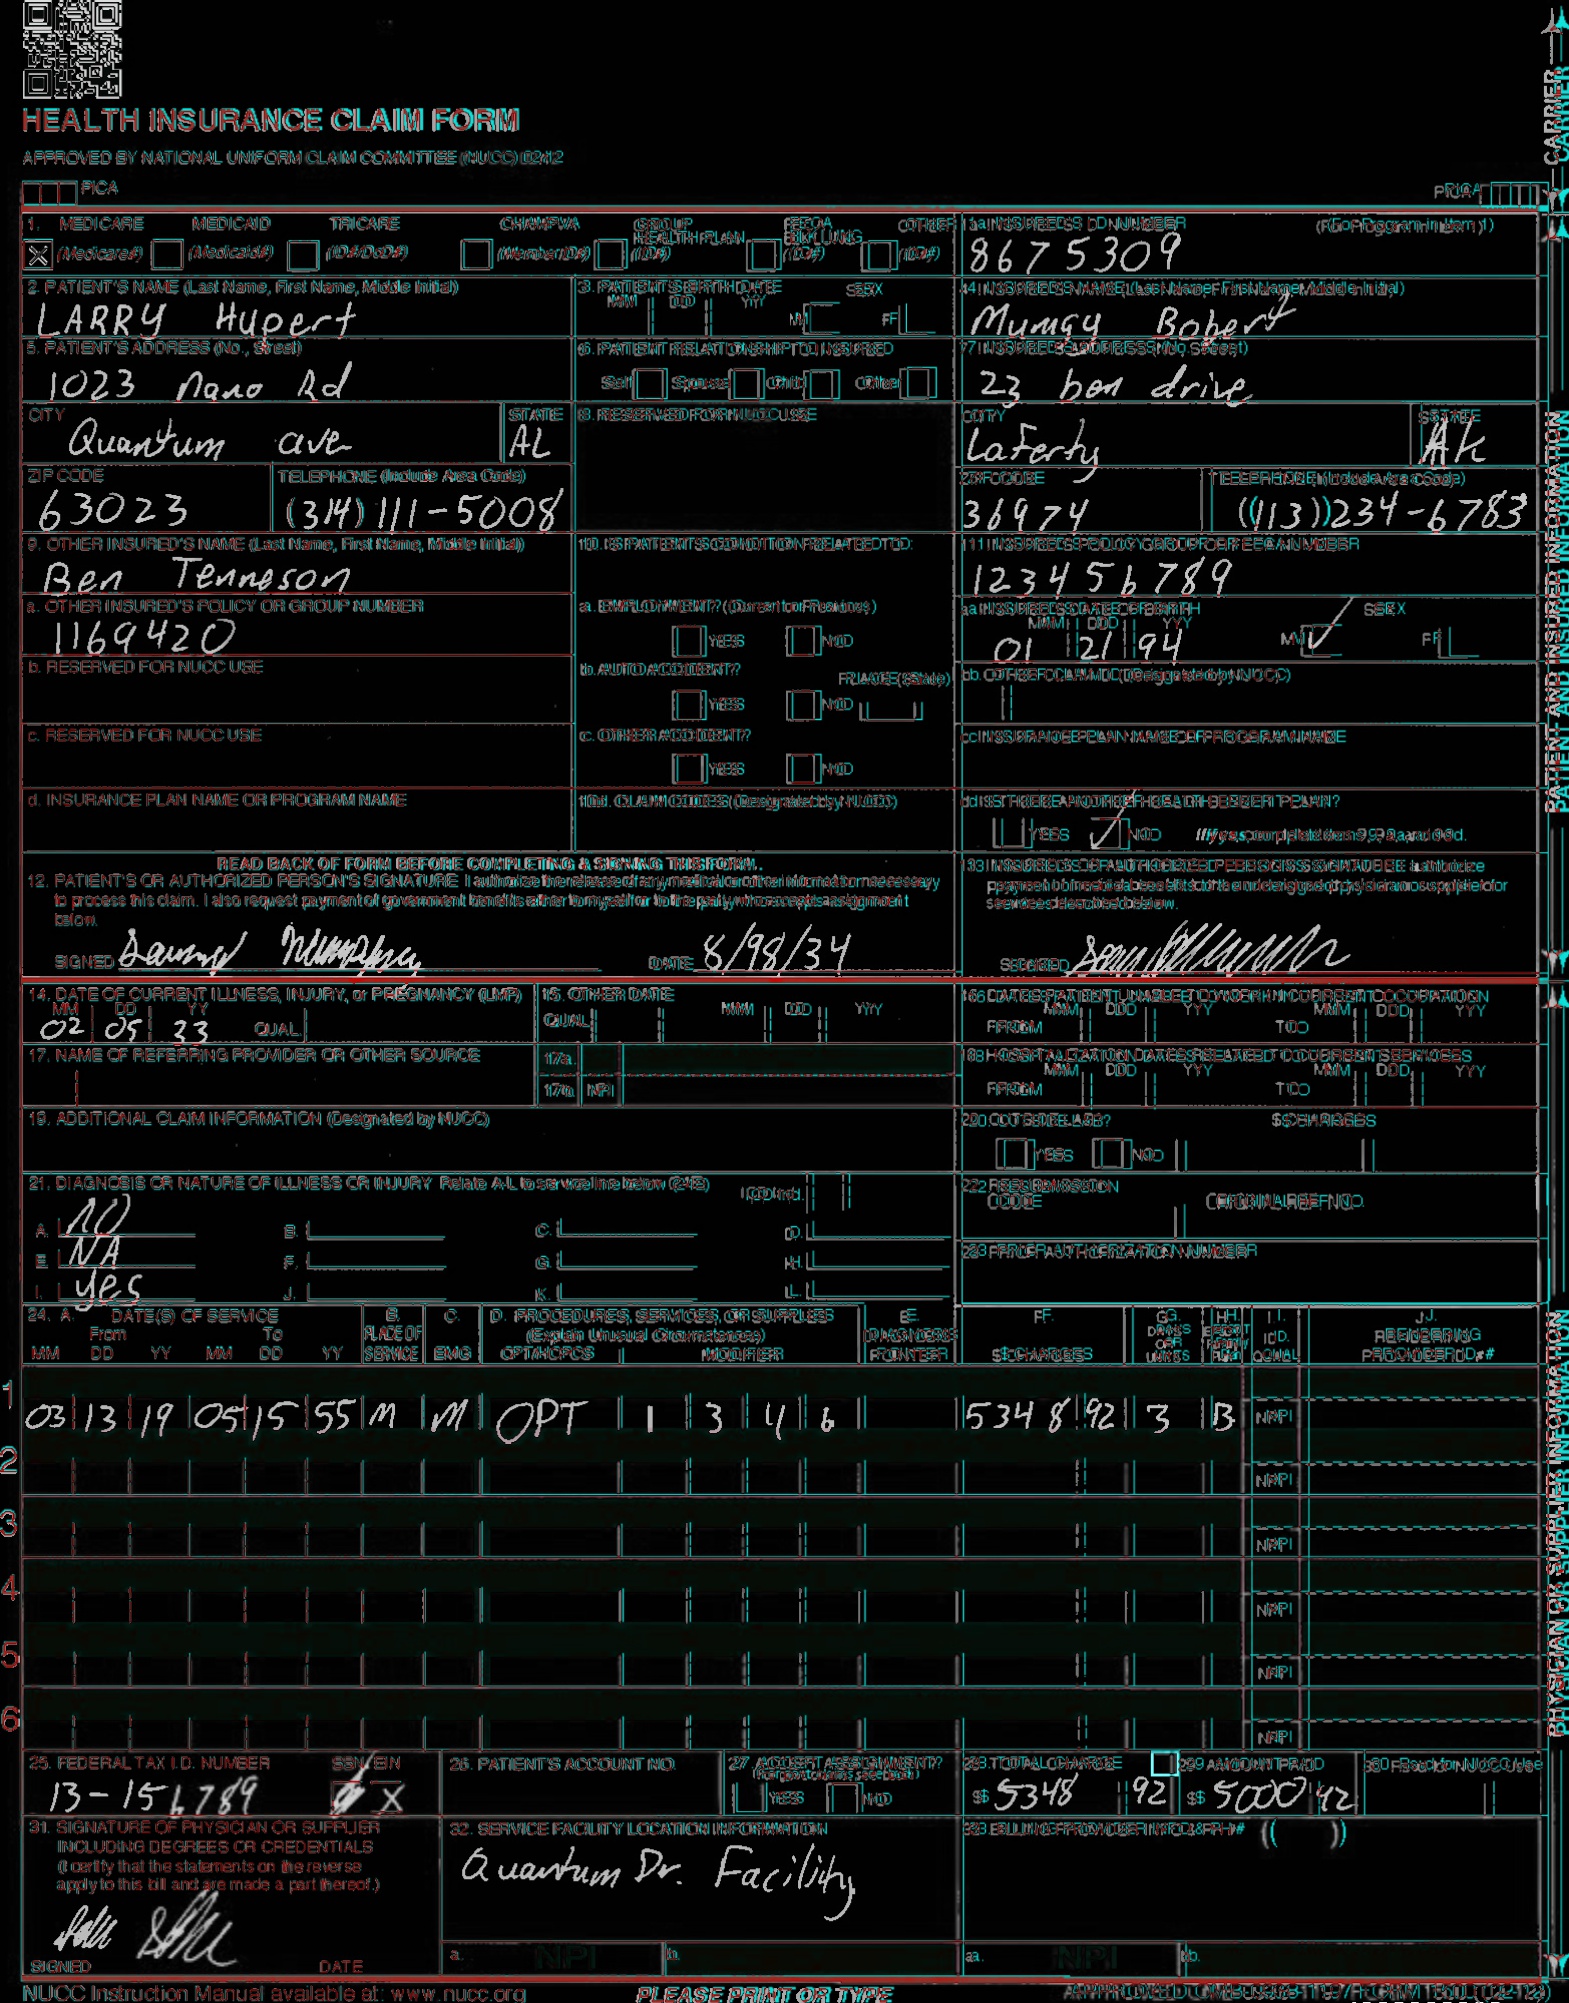 HEALTH INSURANCE CLAIM FORM
APPROVED BY NATIONAL UNIFORM CLAIM COMMITTEE (NUCC) 02/12
PICA
PICA
CARRIER
1. MEDICARE MEDICAID TRICARE CHAMPVA GROUP HEALTH PLAN FECA BLK LUNG OTHER
(Medicare#) (Medicaid#) (ID#/DoD#) (Member ID#) (ID#) (ID#) (ID#)
1a. INSURED'S I.D. NUMBER (For Program in Item 1)
8675309
2. PATIENT'S NAME (Last Name, First Name, Middle Initial)
LARRY Hupert
3. PATIENT'S BIRTH DATE SEX
MM DD YY M F
4. INSURED'S NAME (Last Name, First Name, Middle Initial)
Bobert
5. PATIENT'S ADDRESS (No., Street)
1023 nano Rd
6. PATIENT RELATIONSHIP TO INSURED
Self Spouse Child Other
7. INSURED'S ADDRESS (No., Street)
23 ben drive
CITY STATE
Quantum ave AL
8. RESERVED FOR NUCC USE
CITY STATE
Laferty AK
ZIP CODE TELEPHONE (Include Area Code)
63023 (314) 111-5008
ZIP CODE TELEPHONE (Include Area Code)
36974 (113) 234-6783
9. OTHER INSURED'S NAME (Last Name, First Name, Middle Initial)
Ben Tenneson
10. IS PATIENT'S CONDITION RELATED TO:
11. INSURED'S POLICY GROUP OR FECA NUMBER
123456789
a. OTHER INSURED'S POLICY OR GROUP NUMBER
1169420
a. EMPLOYMENT? (Current or Previous)
YES NO
a. INSURED'S DATE OF BIRTH SEX
MM DD YY
01 21 94 M F
b. RESERVED FOR NUCC USE
b. AUTO ACCIDENT? PLACE (State)
YES NO
b. OTHER CLAIM ID (Designated by NUCC)
c. RESERVED FOR NUCC USE
c. OTHER ACCIDENT?
YES NO
c. INSURANCE PLAN NAME OR PROGRAM NAME
d. INSURANCE PLAN NAME OR PROGRAM NAME
10d. CLAIM CODES (Designated by NUCC)
d. IS THERE ANOTHER HEALTH BENEFIT PLAN?
YES NO If yes, complete items 9, 9a, and 9d.
READ BACK OF FORM BEFORE COMPLETING & SIGNING THIS FORM.
12. PATIENT'S OR AUTHORIZED PERSON'S SIGNATURE I authorize the release of any medical or other information necessary
to process this claim. I also request payment of government benefits either to myself or to the party who accepts assignment
below.
SIGNED DATE 8/98/34
13. INSURED'S OR AUTHORIZED PERSON'S SIGNATURE I authorize
payment of medical benefits to the undersigned physician or supplier for
services described below.
SIGNED
PATIENT AND INSURED INFORMATION
14. DATE OF CURRENT ILLNESS, INJURY, or PREGNANCY (LMP)
MM DD YY
02 05 33 QUAL.
15. OTHER DATE
QUAL. MM DD YY
16. DATES PATIENT UNABLE TO WORK IN CURRENT OCCUPATION
MM DD YY MM DD YY
FROM TO
17. NAME OF REFERRING PROVIDER OR OTHER SOURCE
17a.
17b. NPI
18. HOSPITALIZATION DATES RELATED TO CURRENT SERVICES
MM DD YY MM DD YY
FROM TO
19. ADDITIONAL CLAIM INFORMATION (Designated by NUCC)
20. OUTSIDE LAB? $ CHARGES
YES NO
21. DIAGNOSIS OR NATURE OF ILLNESS OR INJURY Relate A-L to service line below (24E) ICD Ind.
A. NO B. C. D.
E. NA F. G. H.
I. yes J. K. L.
22. RESUBMISSION CODE ORIGINAL REF. NO.
23. PRIOR AUTHORIZATION NUMBER
24. A. DATE(S) OF SERVICE B. C. D. PROCEDURES, SERVICES, OR SUPPLIES E. F. G. H. I. J.
From To PLACE OF (Explain Unusual Circumstances) DIAGNOSIS DAYS OR UNITS EPSDT Family Plan ID. RENDERING
MM DD YY MM DD YY SERVICE EMG CPT/HCPCS MODIFIER POINTER $ CHARGES QUAL. PROVIDER ID. #
1 03 13 19 05 15 55 M M OPT 1 3 4 6 5348 92 3 B NPI
2 NPI
3 NPI
4 NPI
5 NPI
6 NPI
PHYSICIAN OR SUPPLIER INFORMATION
25. FEDERAL TAX I.D. NUMBER SSN EIN
13-156789 X
26. PATIENT'S ACCOUNT NO.
27. ACCEPT ASSIGNMENT?
(For govt. claims, see back)
YES NO
28. TOTAL CHARGE
$ 5348 92
29. AMOUNT PAID
$ 5000 42
30. Rsvd for NUCC Use
31. SIGNATURE OF PHYSICIAN OR SUPPLIER
INCLUDING DEGREES OR CREDENTIALS
(I certify that the statements on the reverse
apply to this bill and are made a part thereof.)
SIGNED DATE
32. SERVICE FACILITY LOCATION INFORMATION
Quantum Dr. Facility
a. NPI b.
33. BILLING PROVIDER INFO & PH # ( )
a. NPI b.
NUCC Instruction Manual available at: www.nucc.org
PLEASE PRINT OR TYPE
APPROVED OMB-0938-1197 FORM 1500 (02-12)